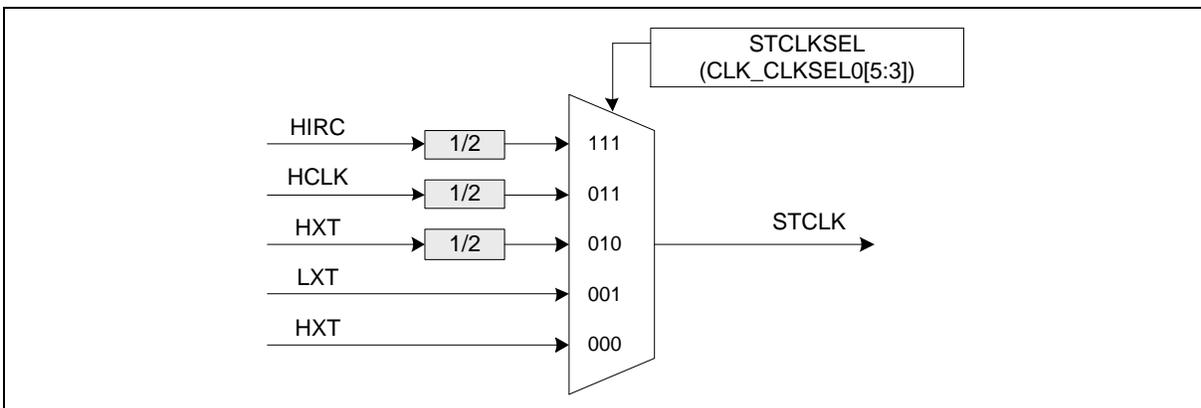 STCLKSEL
(CLK_CLKSEL0[5:3])
HIRC
1/2
111
HCLK
1/2
011
HXT
1/2
010
STCLK
LXT
001
HXT
000